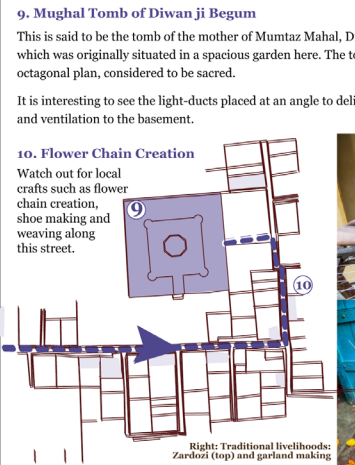 9. Mughal Tomb of Diwan ji Begum
This is said to be the tomb of the mother of Mumtaz Mahal, D
which was originally situated in a spacious garden here. The
octagonal plan, considered to be sacred.
It is interesting to see the light-ducts placed at an angle to
and ventilation to the basement.
10. Flower Chain Creation
Watch out for local
crafts such as flower
chain creation,
shoe making and
weaving along
this street.
9
10
Right: Traditional livelihoods:
Zardozi (top) and garland making